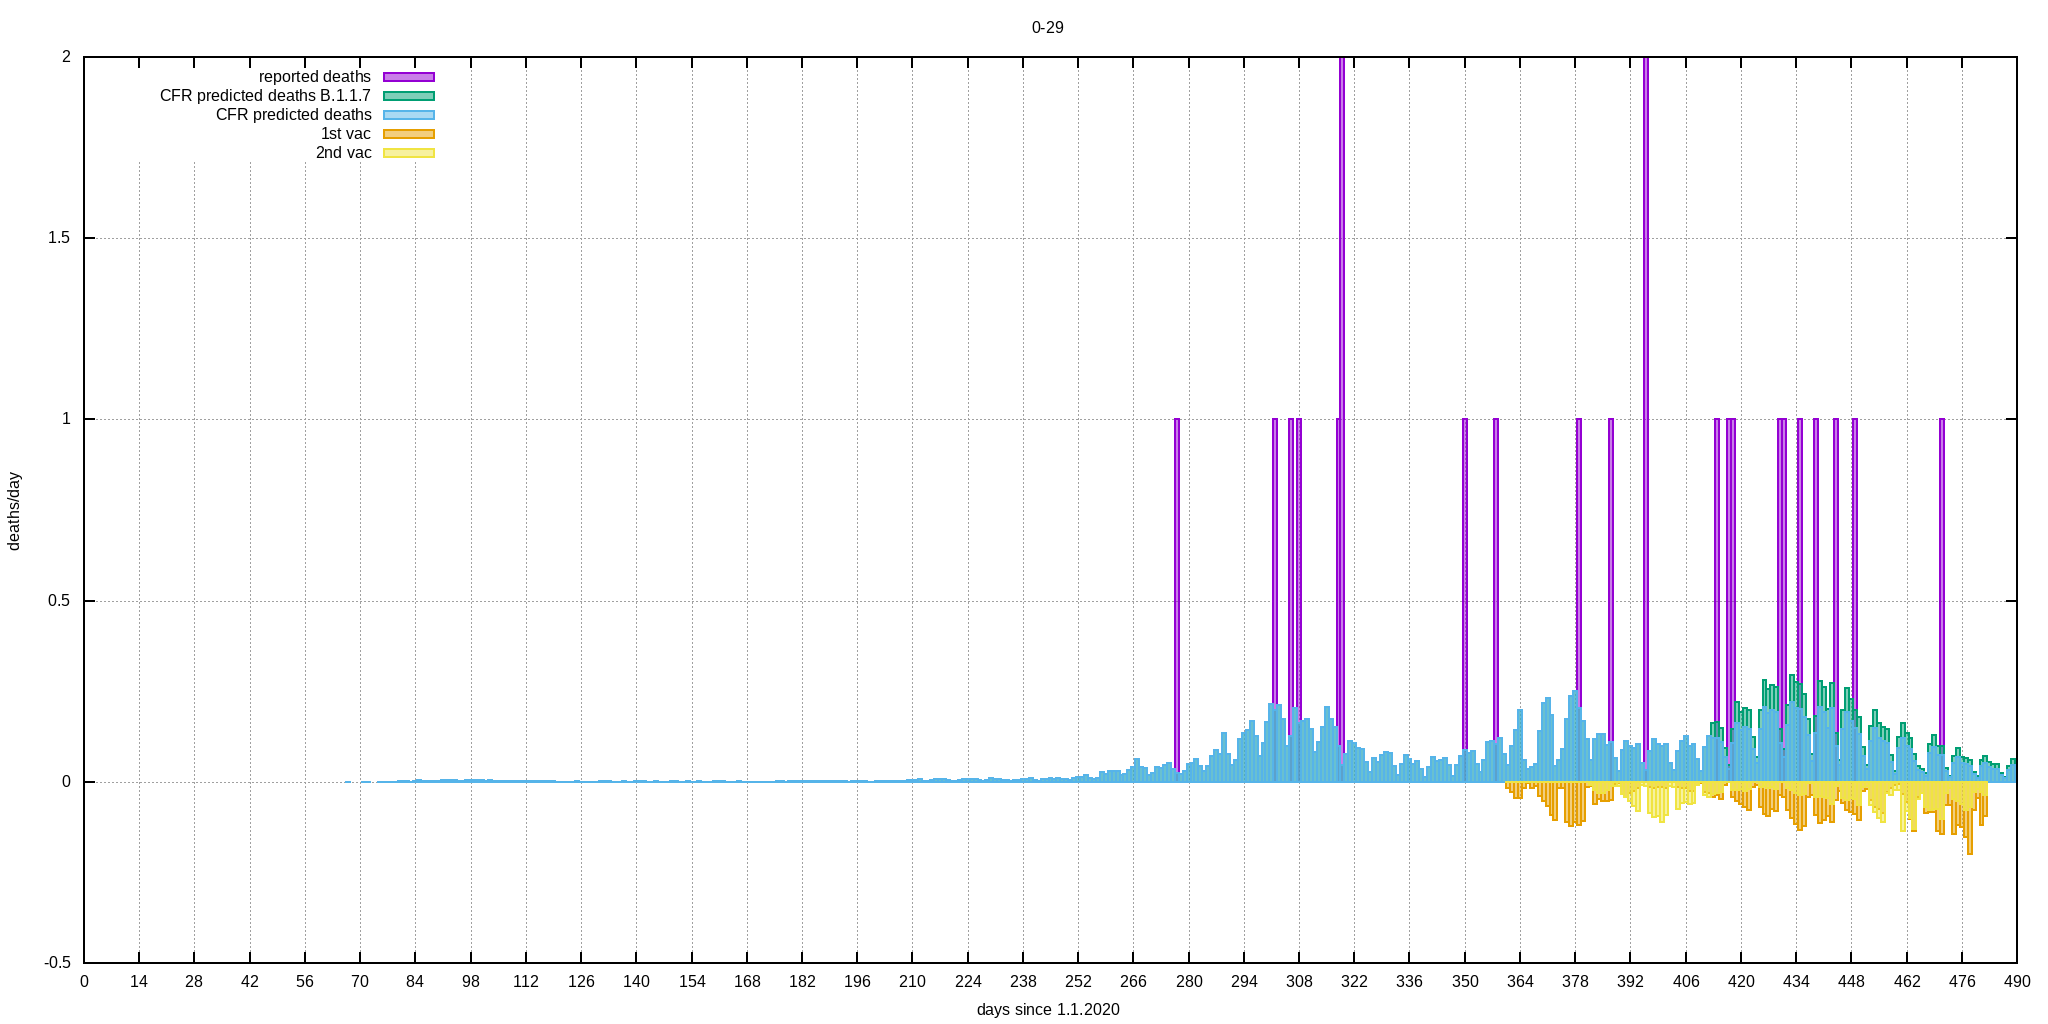 0-29
2
1.5
1
0.5
0
-0.5
deaths/day
reported deaths
CFR predicted deaths B.1.1.7
CFR predicted deaths
1st vac
2nd vac
0 14 28 42 56 70 84 98 112 126 140 154 168 182 196 210 224 238 252 266 280 294 308 322 336 350 364 378 392 406 420 434 448 462 476 490
days since 1.1.2020